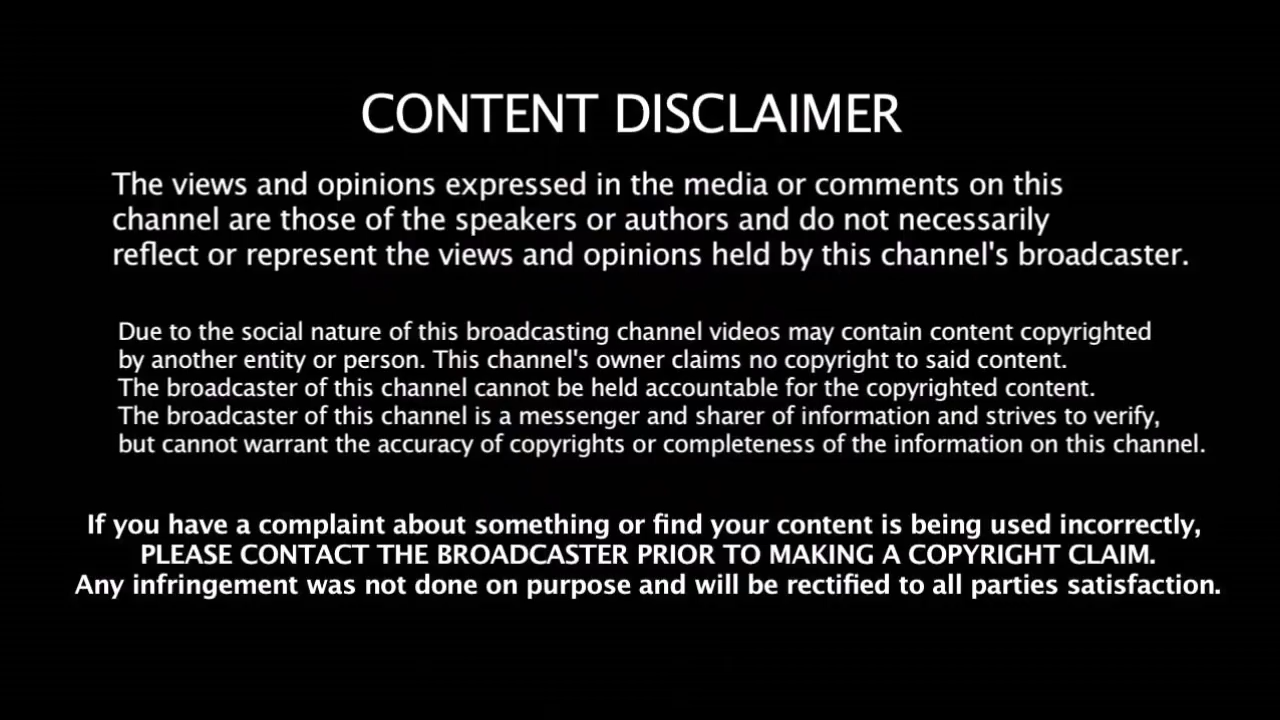 CONTENT DISCLAIMER
The views and opinions expressed in the media or comments on this
channel are those of the speakers or authors and do not necessarily
reflect or represent the views and opinions held by this channel's broadcaster.
Due to the social nature of this broadcasting channel videos may contain content copyrighted
by another entity or person. This channel's owner claims no copyright to said content.
The broadcaster of this channel cannot be held accountable for the copyrighted content.
The broadcaster of this channel is a messenger and sharer of information and strives to verify,
but cannot warrant the accuracy of copyrights or completeness of the information on this channel.
If you have a complaint about something or find your content is being used incorrectly,
PLEASE CONTACT THE BROADCASTER PRIOR TO MAKING A COPYRIGHT CLAIM.
Any infringement was not done on purpose and will be rectified to all parties satisfaction.